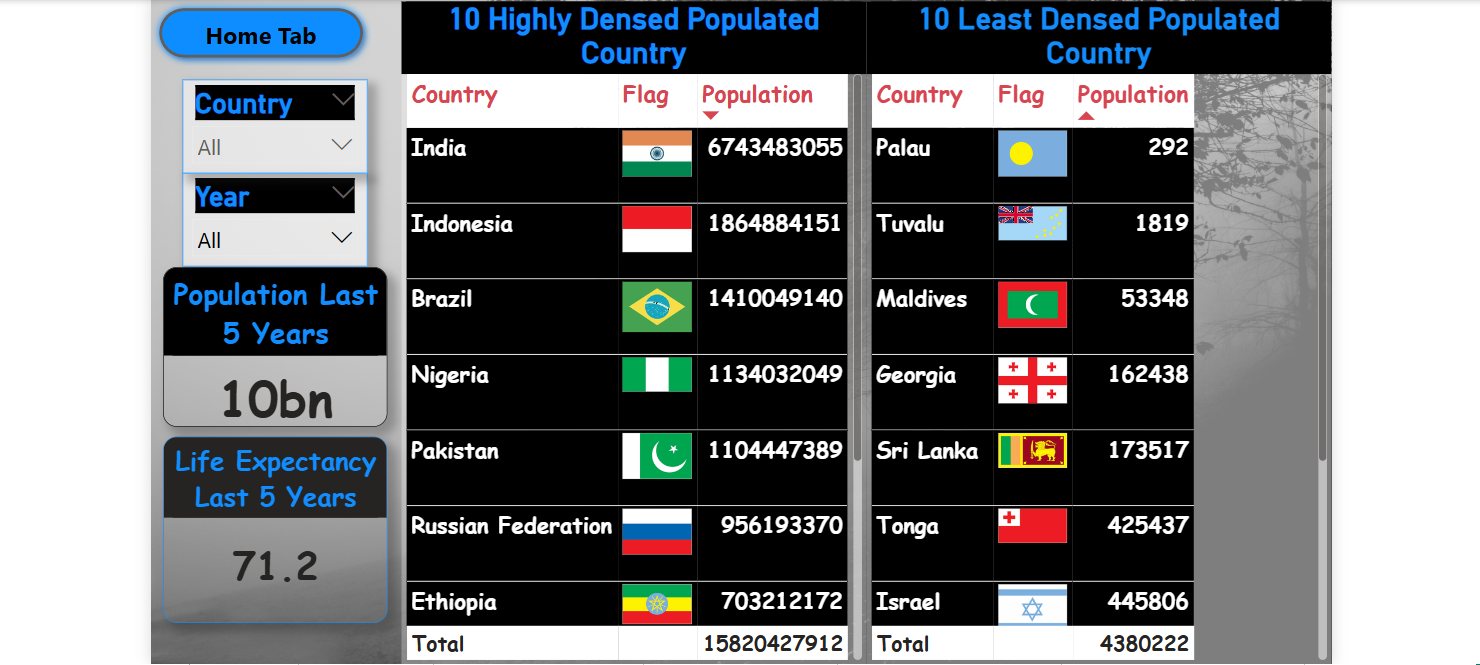 Home Tab
Country
All
Year
All
Population Last
5 Years
10bn
Life Expectancy
Last 5 Years
71.2
10 Highly Densed Populated
Country
Country Flag Population
India 6743483055
Indonesia 1864884151
Brazil 1410049140
Nigeria 1134032049
Pakistan 1104447389
Russian Federation 956193370
Ethiopia 703212172
Total 15820427912
10 Least Densed Populated
Country
Country Flag Population
Palau 292
Tuvalu 1819
Maldives 53348
Georgia 162438
Sri Lanka 173517
Tonga 425437
Israel 445806
Total 4380222